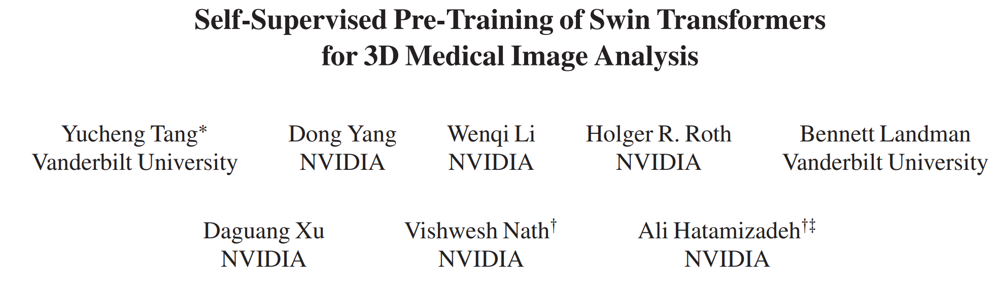 Self-Supervised Pre-Training of Swin Transformers
for 3D Medical Image Analysis
Yucheng Tang* Dong Yang Wenqi Li Holger R. Roth Bennett Landman
Vanderbilt University NVIDIA NVIDIA NVIDIA Vanderbilt University
Daguang Xu Vishwesh Nath† Ali Hatamizadeh†‡
NVIDIA NVIDIA NVIDIA